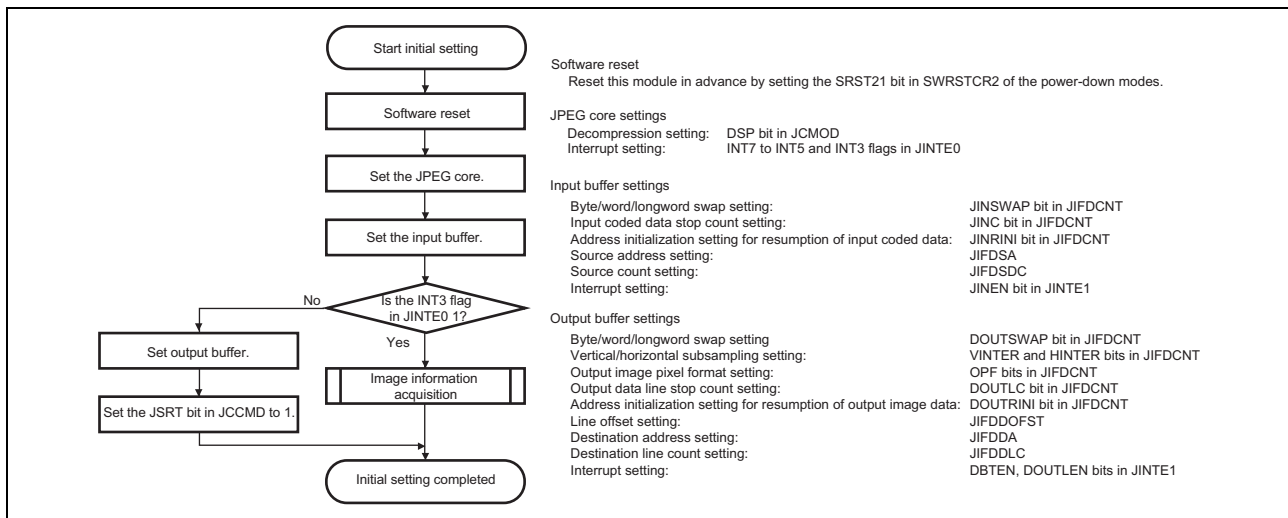 Start initial setting
Software reset
Set the JPEG core.
Set the input buffer.
Is the INT3 flag
in JINTE0 1?
No
Yes
Set output buffer.
Set the JSRT bit in JCCMD to 1.
Image information
acquisition
Initial setting completed
Software reset
Reset this module in advance by setting the SRST21 bit in SWRSTCR2 of the power-down modes.
JPEG core settings
Decompression setting: DSP bit in JCMOD
Interrupt setting: INT7 to INT5 and INT3 flags in JINTE0
Input buffer settings
Byte/word/longword swap setting: JINSWAP bit in JIFDCNT
Input coded data stop count setting: JINC bit in JIFDCNT
Address initialization setting for resumption of input coded data: JINRINI bit in JIFDCNT
Source address setting: JIFDSA
Source count setting: JIFDSDC
Interrupt setting: JINEN bit in JINTE1
Output buffer settings
Byte/word/longword swap setting DOUTSWAP bit in JIFDCNT
Vertical/horizontal subsampling setting: VINTER and HINTER bits in JIFDCNT
Output image pixel format setting: OPF bits in JIFDCNT
Output data line stop count setting: DOUTLC bit in JIFDCNT
Address initialization setting for resumption of output image data: DOUTRINI bit in JIFDCNT
Line offset setting: JIFDDOFST
Destination address setting: JIFDDA
Destination line count setting: JIFDDLC
Interrupt setting: DBTEN, DOUTLEN bits in JINTE1